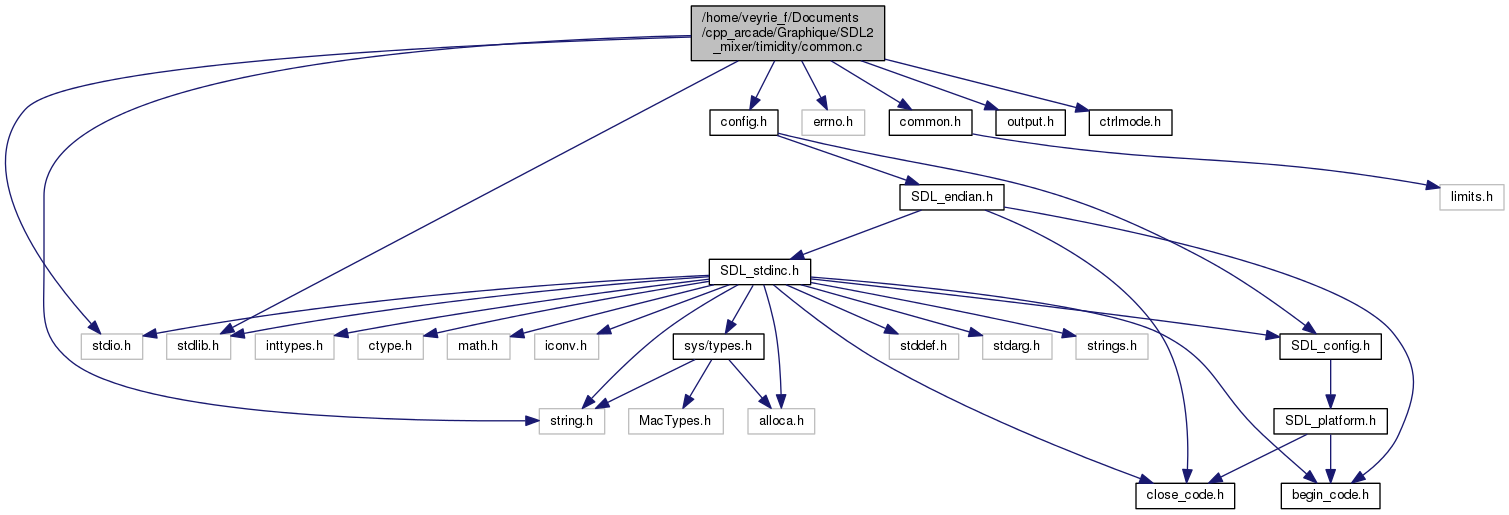 /home/veyrie_f/Documents
/cpp_arcade/Graphique/SDL2
_mixer/timidity/common.c
config.h
errno.h
common.h
output.h
ctrlmode.h
SDL_endian.h
limits.h
SDL_stdinc.h
stdio.h
stdlib.h
inttypes.h
ctype.h
math.h
iconv.h
sys/types.h
stddef.h
stdarg.h
strings.h
SDL_config.h
string.h
MacTypes.h
alloca.h
SDL_platform.h
close_code.h
begin_code.h